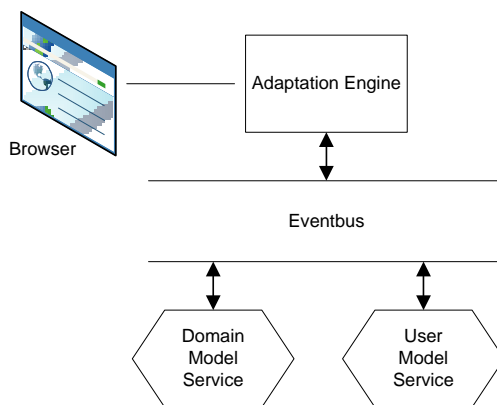 Adaptation Engine
Browser
Eventbus
Domain
Model
Service
User
Model
Service